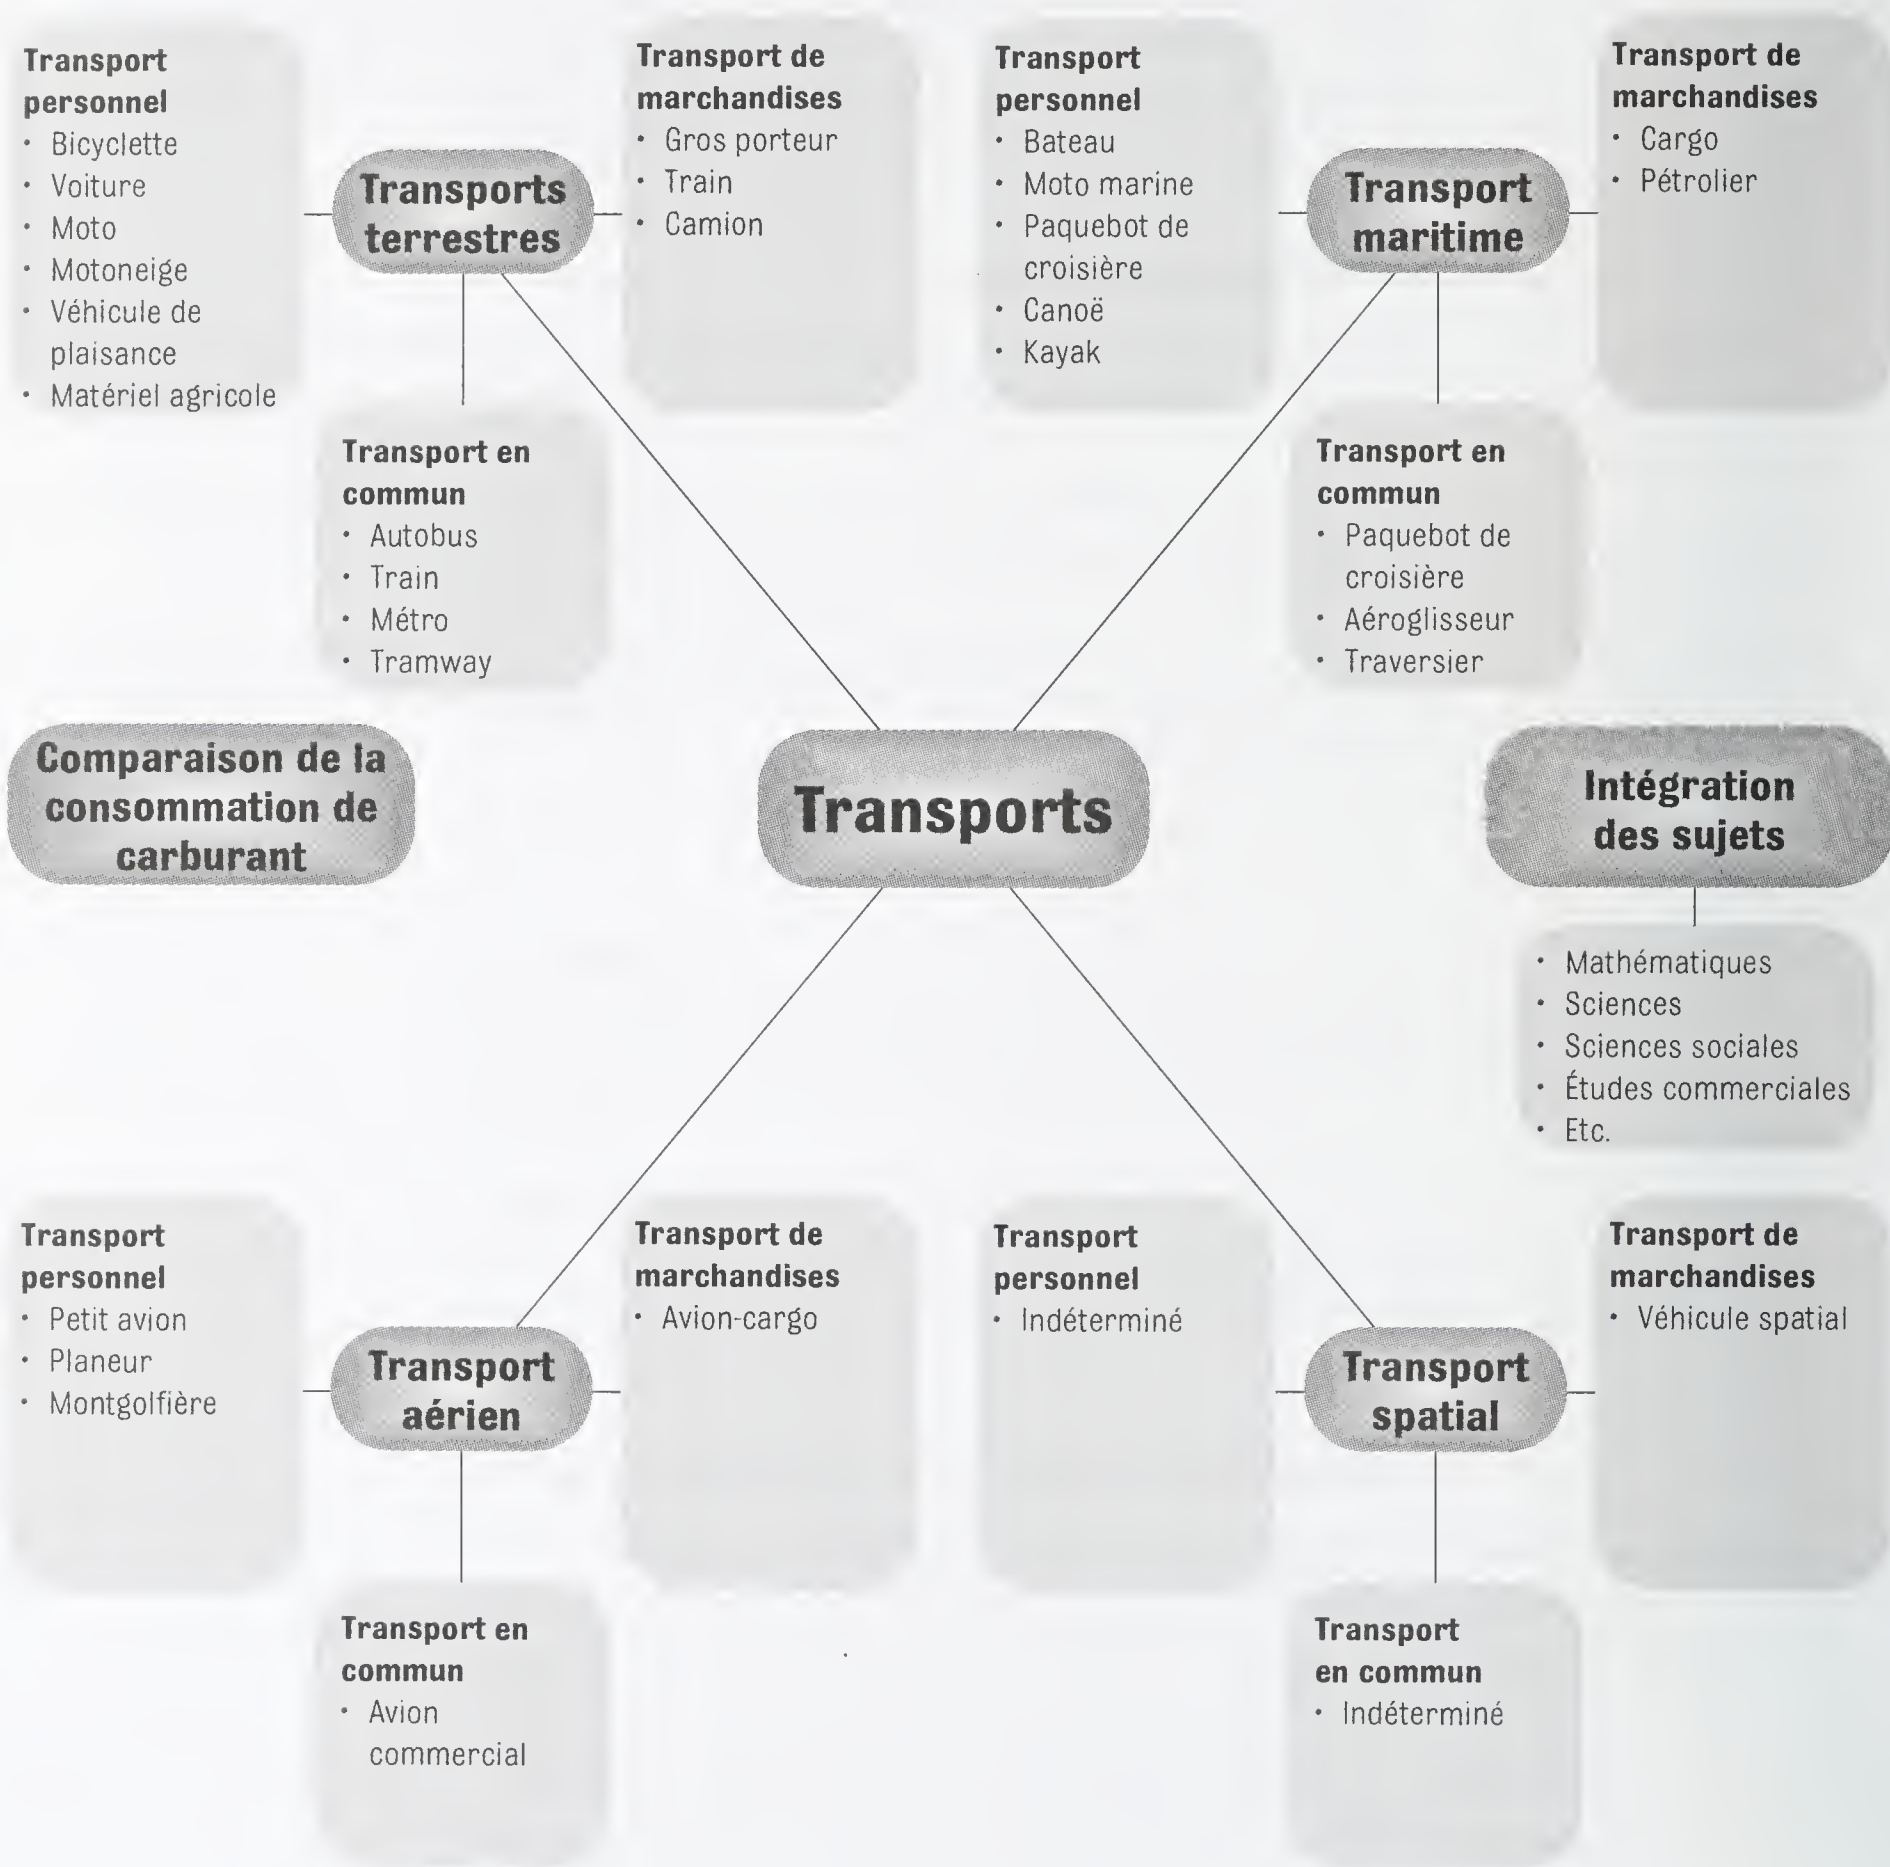 Transport
personnel
• Bicyclette
• Voiture
• Moto
• Motoneige
• Véhicule de
plaisance
• Matériel agricole
Transports
terrestres
Transport de
marchandises
• Gros porteur
• Train
• Camion
Transport en
commun
• Autobus
• Train
• Métro
• Tramway
Transport
personnel
• Bateau
• Moto marine
• Paquebot de
croisière
• Canoë
• Kayak
Transport
maritime
Transport de
marchandises
• Cargo
• Pétrolier
Transport en
commun
• Paquebot de
croisière
• Aéroglisseur
• Traversier
Comparaison de la
consommation de
carburant
Transports
Intégration
des sujets
• Mathématiques
• Sciences
• Sciences sociales
• Études commerciales
• Etc.
Transport
personnel
• Petit avion
• Planeur
• Montgolfière
Transport
aérien
Transport de
marchandises
• Avion-cargo
Transport en
commun
• Avion
commercial
Transport
personnel
• Indéterminé
Transport
spatial
Transport de
marchandises
• Véhicule spatial
Transport
en commun
• Indéterminé